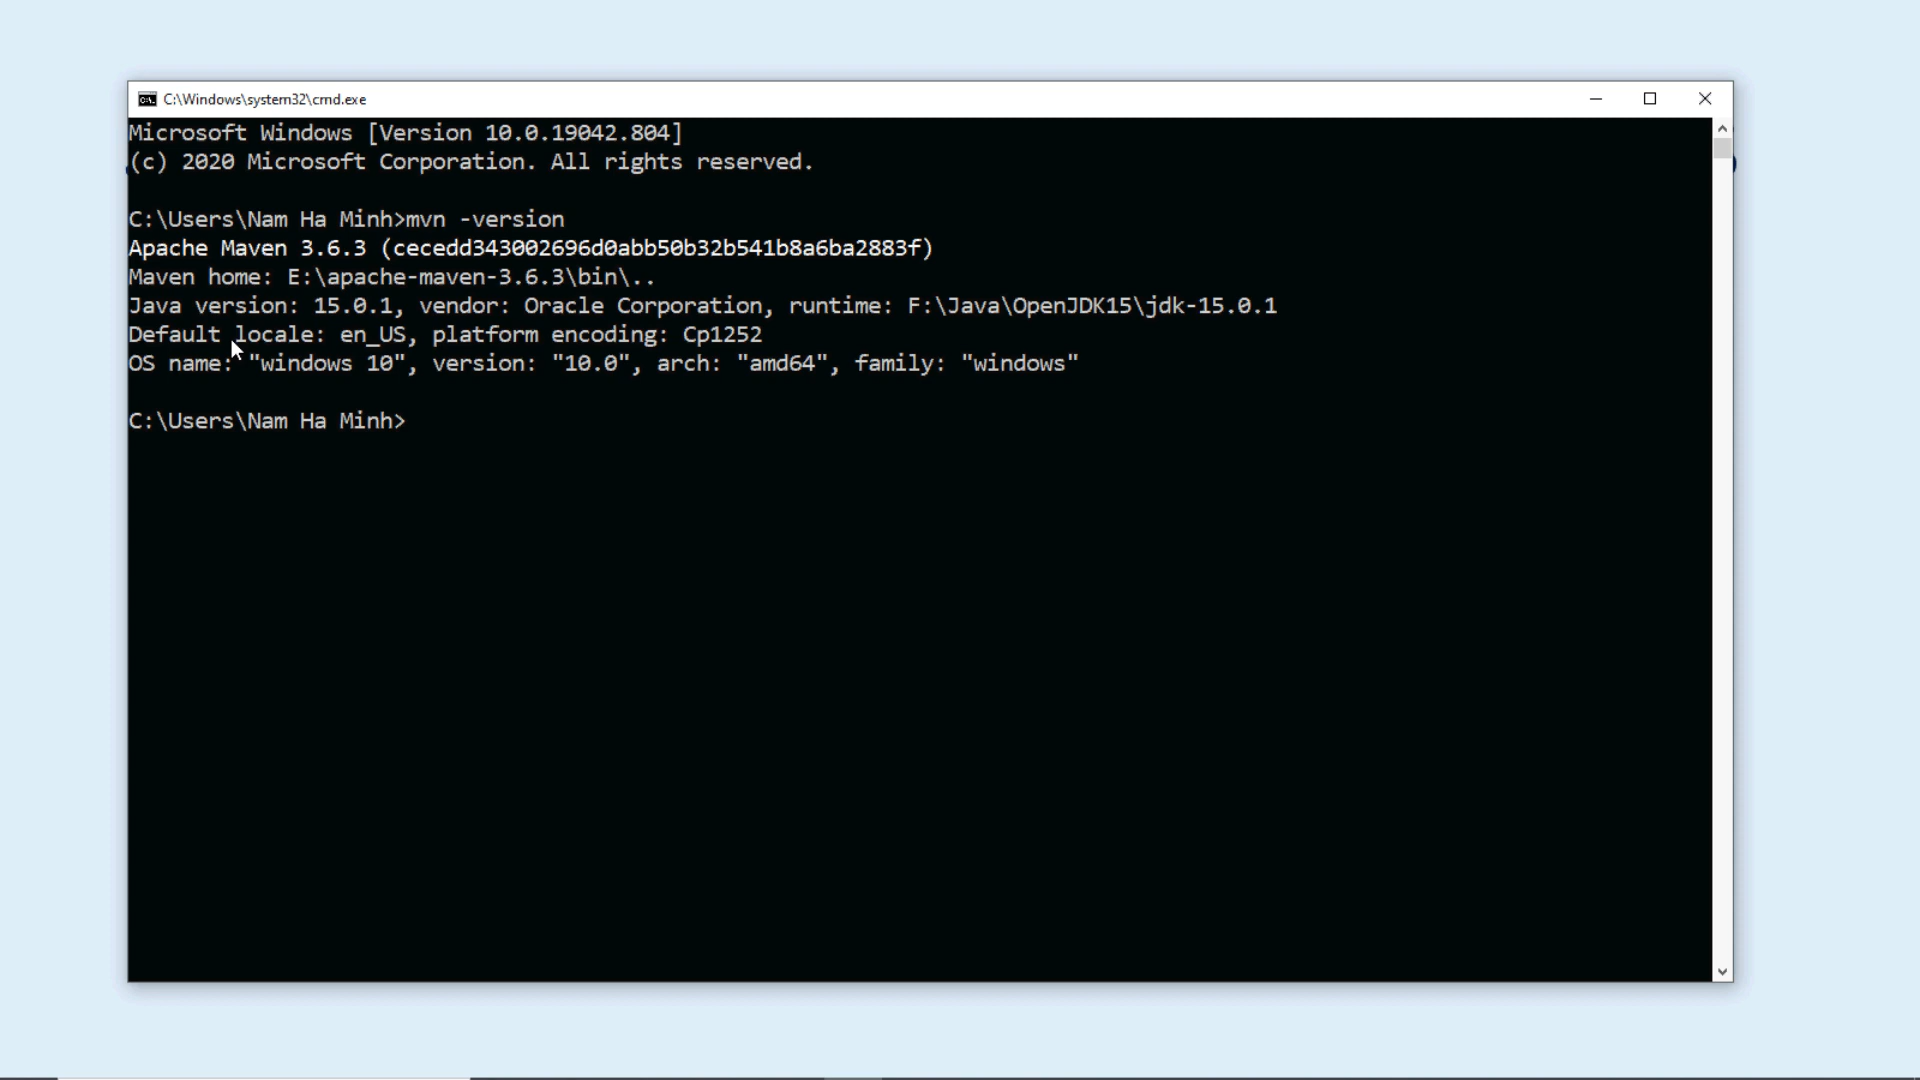 C:\Windows\system32\cmd.exe
Microsoft Windows [Version 10.0.19042.804]
(c) 2020 Microsoft Corporation. All rights reserved.
C:\Users\Nam Ha Minh>mvn -version
Apache Maven 3.6.3 (cecedd343002696d0abb50b32b541b8a6ba2883f)
Maven home: E:\apache-maven-3.6.3\bin\..
Java version: 15.0.1, vendor: Oracle Corporation, runtime: F:\Java\OpenJDK15\jdk-15.0.1
Default locale: en_US, platform encoding: Cp1252
OS name: "windows 10", version: "10.0", arch: "amd64", family: "windows"
C:\Users\Nam Ha Minh>